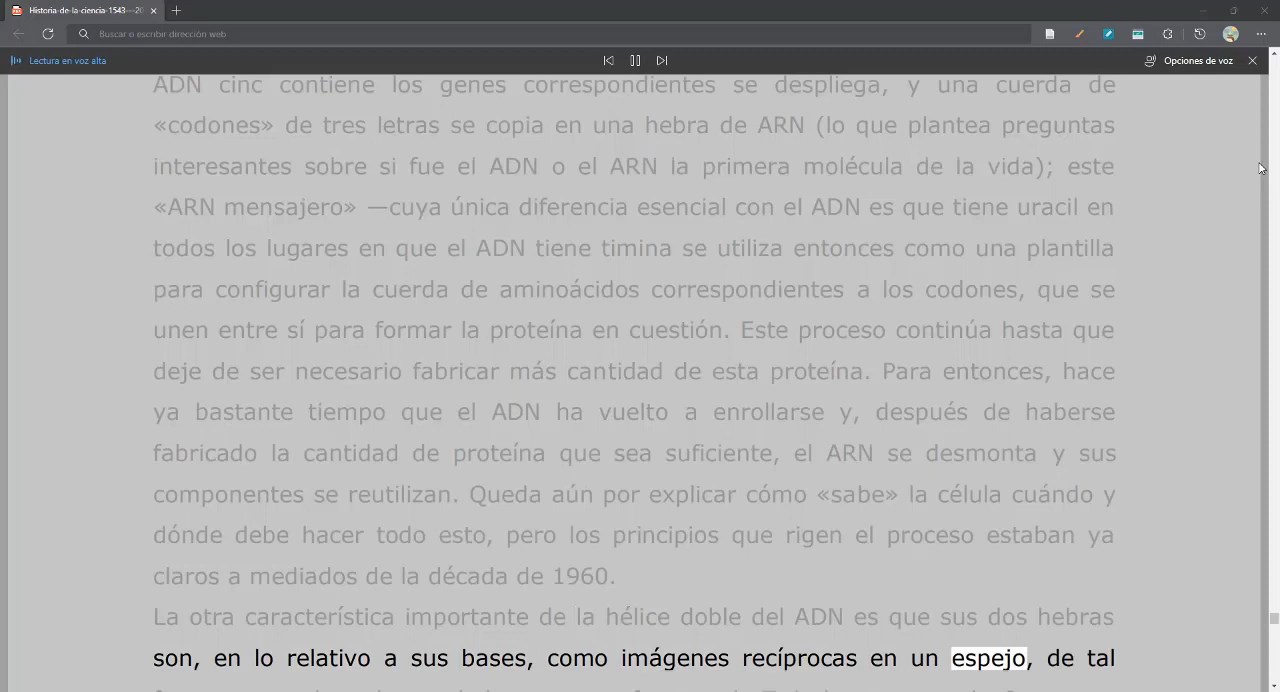 Historia-de-la-ciencia-1543---20
Buscar o escribir dirección web
Lectura en voz alta
Opciones de voz
ADN cinc contiene los genes correspondientes se despliega, y una cuerda de
«codones» de tres letras se copia en una hebra de ARN (lo que plantea preguntas
interesantes sobre si fue el ADN o el ARN la primera molécula de la vida); este
«ARN mensajero» —cuya única diferencia esencial con el ADN es que tiene uracil en
todos los lugares en que el ADN tiene timina se utiliza entonces como una plantilla
para configurar la cuerda de aminoácidos correspondientes a los codones, que se
unen entre sí para formar la proteína en cuestión. Este proceso continúa hasta que
deje de ser necesario fabricar más cantidad de esta proteína. Para entonces, hace
ya bastante tiempo que el ADN ha vuelto a enrollarse y, después de haberse
fabricado la cantidad de proteína que sea suficiente, el ARN se desmonta y sus
componentes se reutilizan. Queda aún por explicar cómo «sabe» la célula cuándo y
dónde debe hacer todo esto, pero los principios que rigen el proceso estaban ya
claros a mediados de la década de 1960.
La otra característica importante de la hélice doble del ADN es que sus dos hebras
son, en lo relativo a sus bases, como imágenes recíprocas en un espejo, de tal